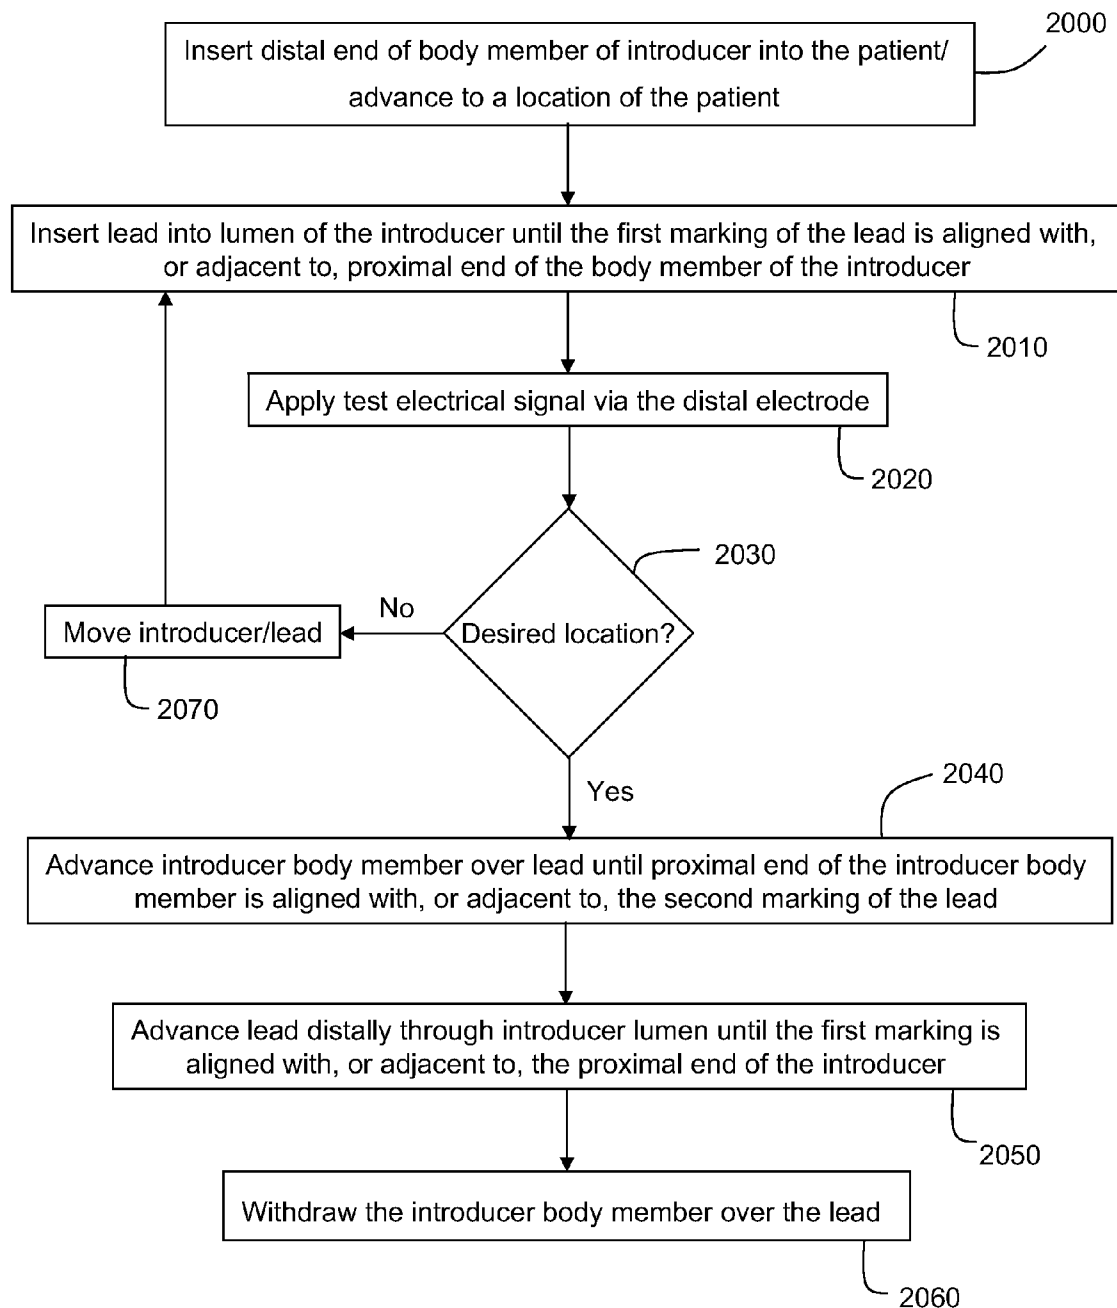 2000
Insert distal end of body member of introducer into the patient/
advance to a location of the patient
Insert lead into lumen of the introducer until the first marking of the lead is aligned with,
or adjacent to, proximal end of the body member of the introducer
2010
Apply test electrical signal via the distal electrode
2020
2030
No
Desired location?
Move introducer/lead
2070
Yes
2040
Advance introducer body member over lead until proximal end of the introducer body
member is aligned with, or adjacent to, the second marking of the lead
Advance lead distally through introducer lumen until the first marking is
aligned with, or adjacent to, the proximal end of the introducer
2050
Withdraw the introducer body member over the lead
2060